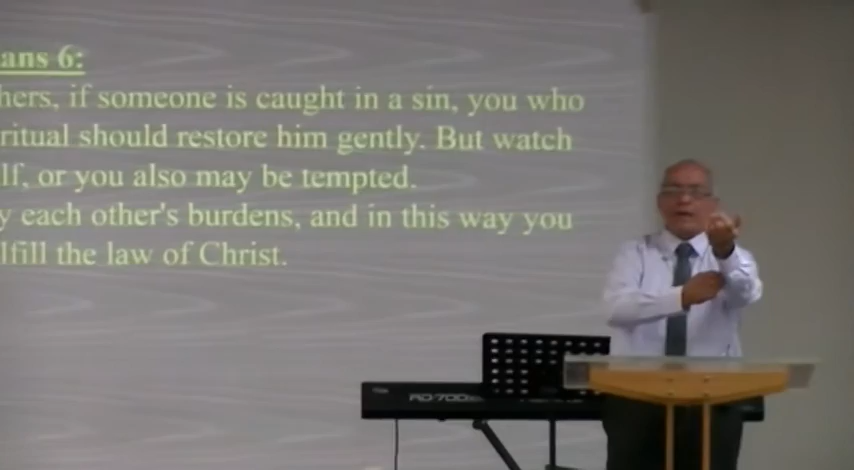 ans 6:
hers, if someone is caught in a sin, you who
ritual should restore him gently. But watch
lf, or you also may be tempted.
y each other's burdens, and in this way you
lfill the law of Christ.
RD-700